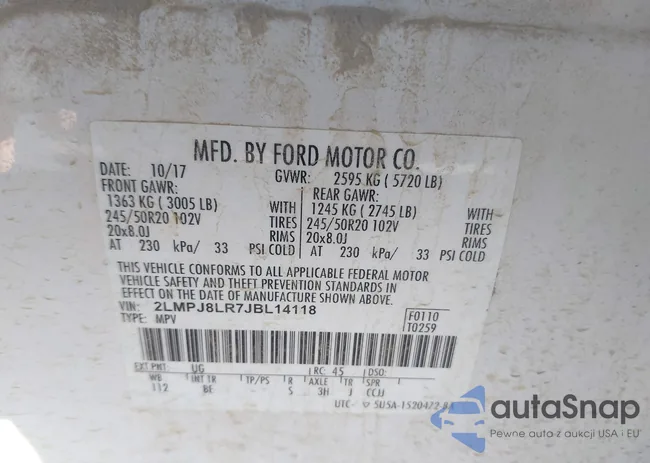 MFD. BY FORD MOTOR CO.
DATE: 10/17 GVWR: 2595 KG ( 5720 LB)
FRONT GAWR: REAR GAWR:
1363 KG ( 3005 LB) WITH 1245 KG ( 2745 LB) WITH
245/50R20 102V TIRES 245/50R20 102V TIRES
20x8.0J RIMS 20x8.0J RIMS
AT 230 kPa/ 33 PSI COLD AT 230 kPa/ 33 PSI COLD
THIS VEHICLE CONFORMS TO ALL APPLICABLE FEDERAL MOTOR
VEHICLE SAFETY AND THEFT PREVENTION STANDARDS IN
EFFECT ON THE DATE OF MANUFACTURE SHOWN ABOVE.
VIN: 2LMPJ8LR7JBL14118 F0110
TYPE: MPV T0259
EXT PNT: UG RC: 45 DSO:
WB INT TR TP/PS R AXLE TR SPR
112 BE S 3H J CCJJ
UTC
autaSnap
Pewne auto z aukcji USA i EU